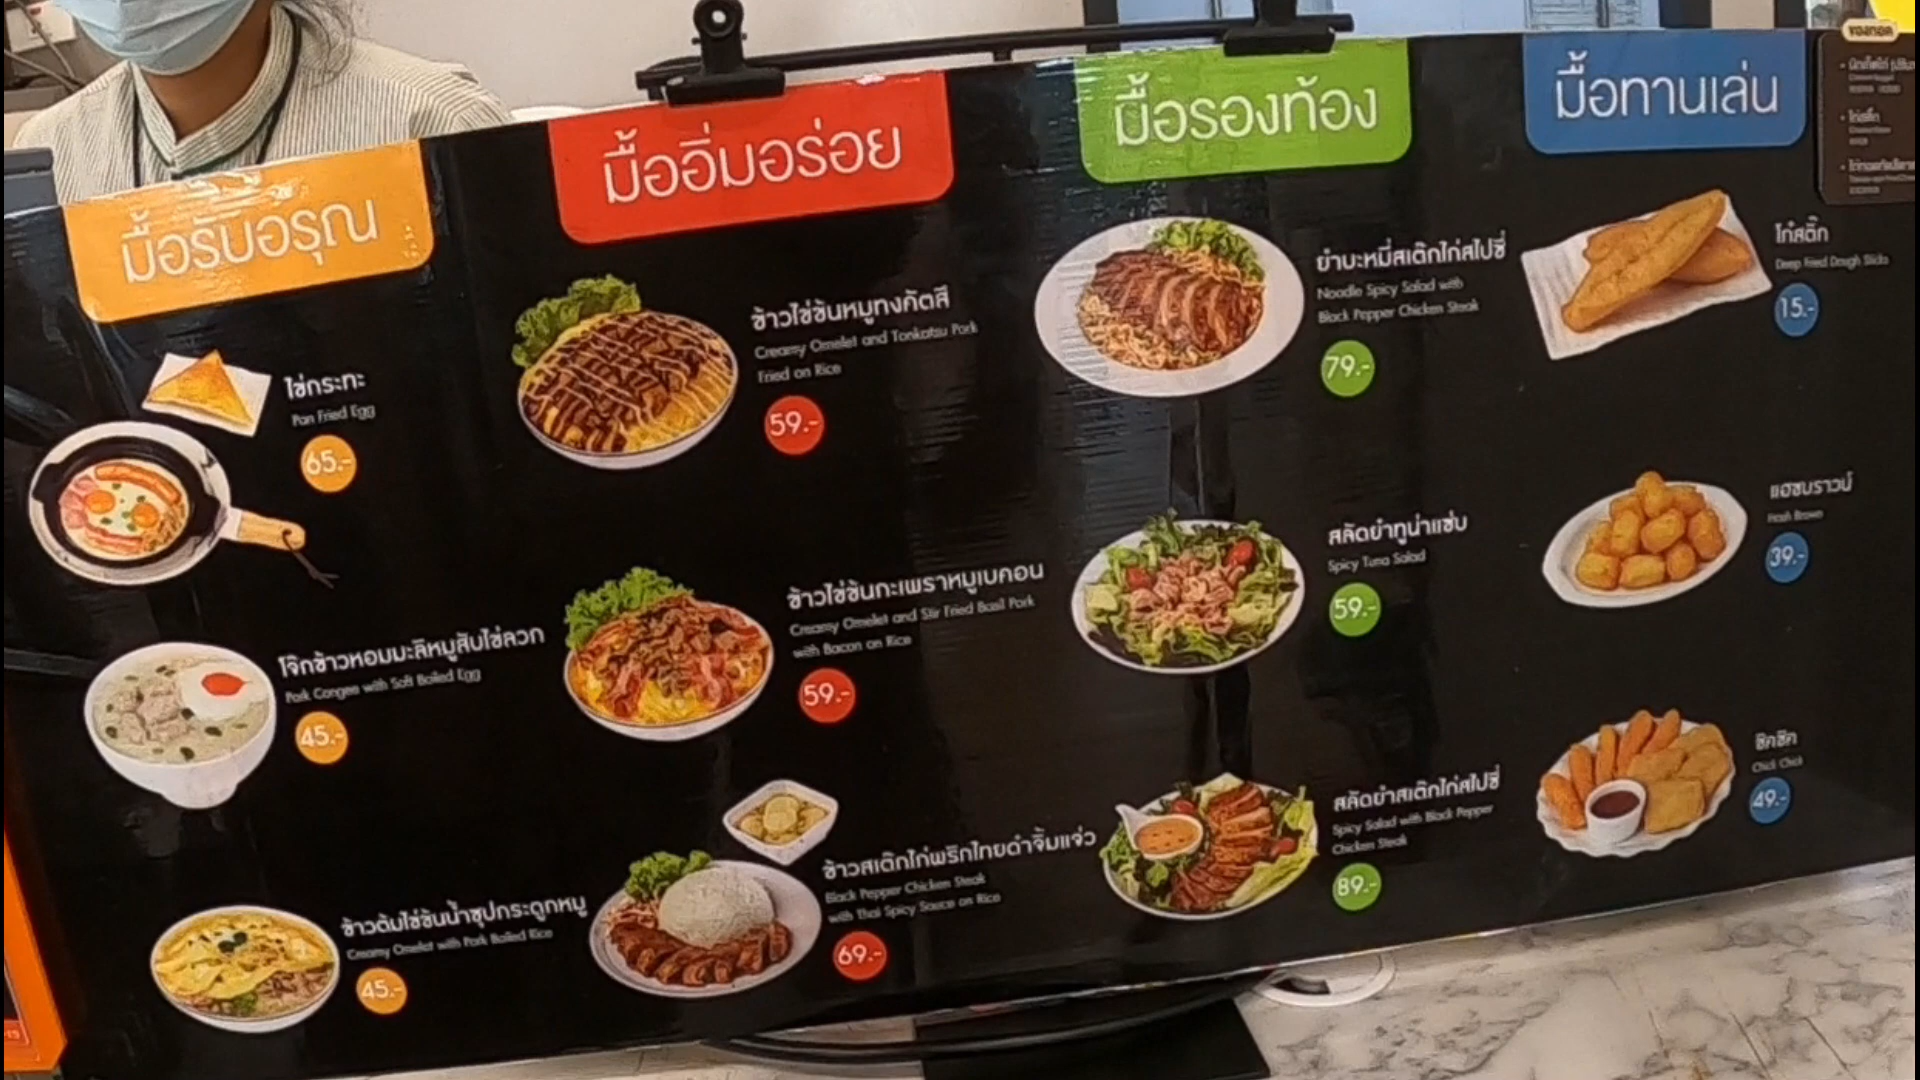 มื้อรับอรุณ
ไข่กระทะ
Pan Fried Egg
65.-
โจ๊กข้าวหอมมะลิหมูสับไข่ลวก
Pork Congee with Soft Boiled Egg
45.-
ข้าวต้มไข่ข้นน้ำซุปกระดูกหมู
Creamy Omelet with Pork Boiled Rice
45.-
มื้ออิ่มอร่อย
ข้าวไข่ข้นหมูทงคัตสึ
Creamy Omelet and Tonkatsu Pork
Fried on Rice
59.-
ข้าวไข่ข้นกะเพราหมูเบคอน
Creamy Omelet and Stir Fried Basil Pork
with Bacon on Rice
59.-
ข้าวสเต๊กไก่พริกไทยดำจิ้มแจ่ว
Black Pepper Chicken Steak
with Thai Spicy Sauce on Rice
69.-
มื้อรองท้อง
ยำบะหมี่สเต๊กไก่สไปซี่
Noodle Spicy Salad with
Black Pepper Chicken Steak
79.-
สลัดยำทูน่าแซ่บ
Spicy Tuna Salad
59.-
สลัดยำสเต๊กไก่สไปซี่
Spicy Salad with Black Pepper
Chicken Steak
89.-
มื้อทานเล่น
ไก๋สติ๊ก
Deep Fried Dough Sticks
15.-
แฮชบราวน์
Hash Brown
39.-
ชิคชิค
Chick Chick
49.-
ของทอด